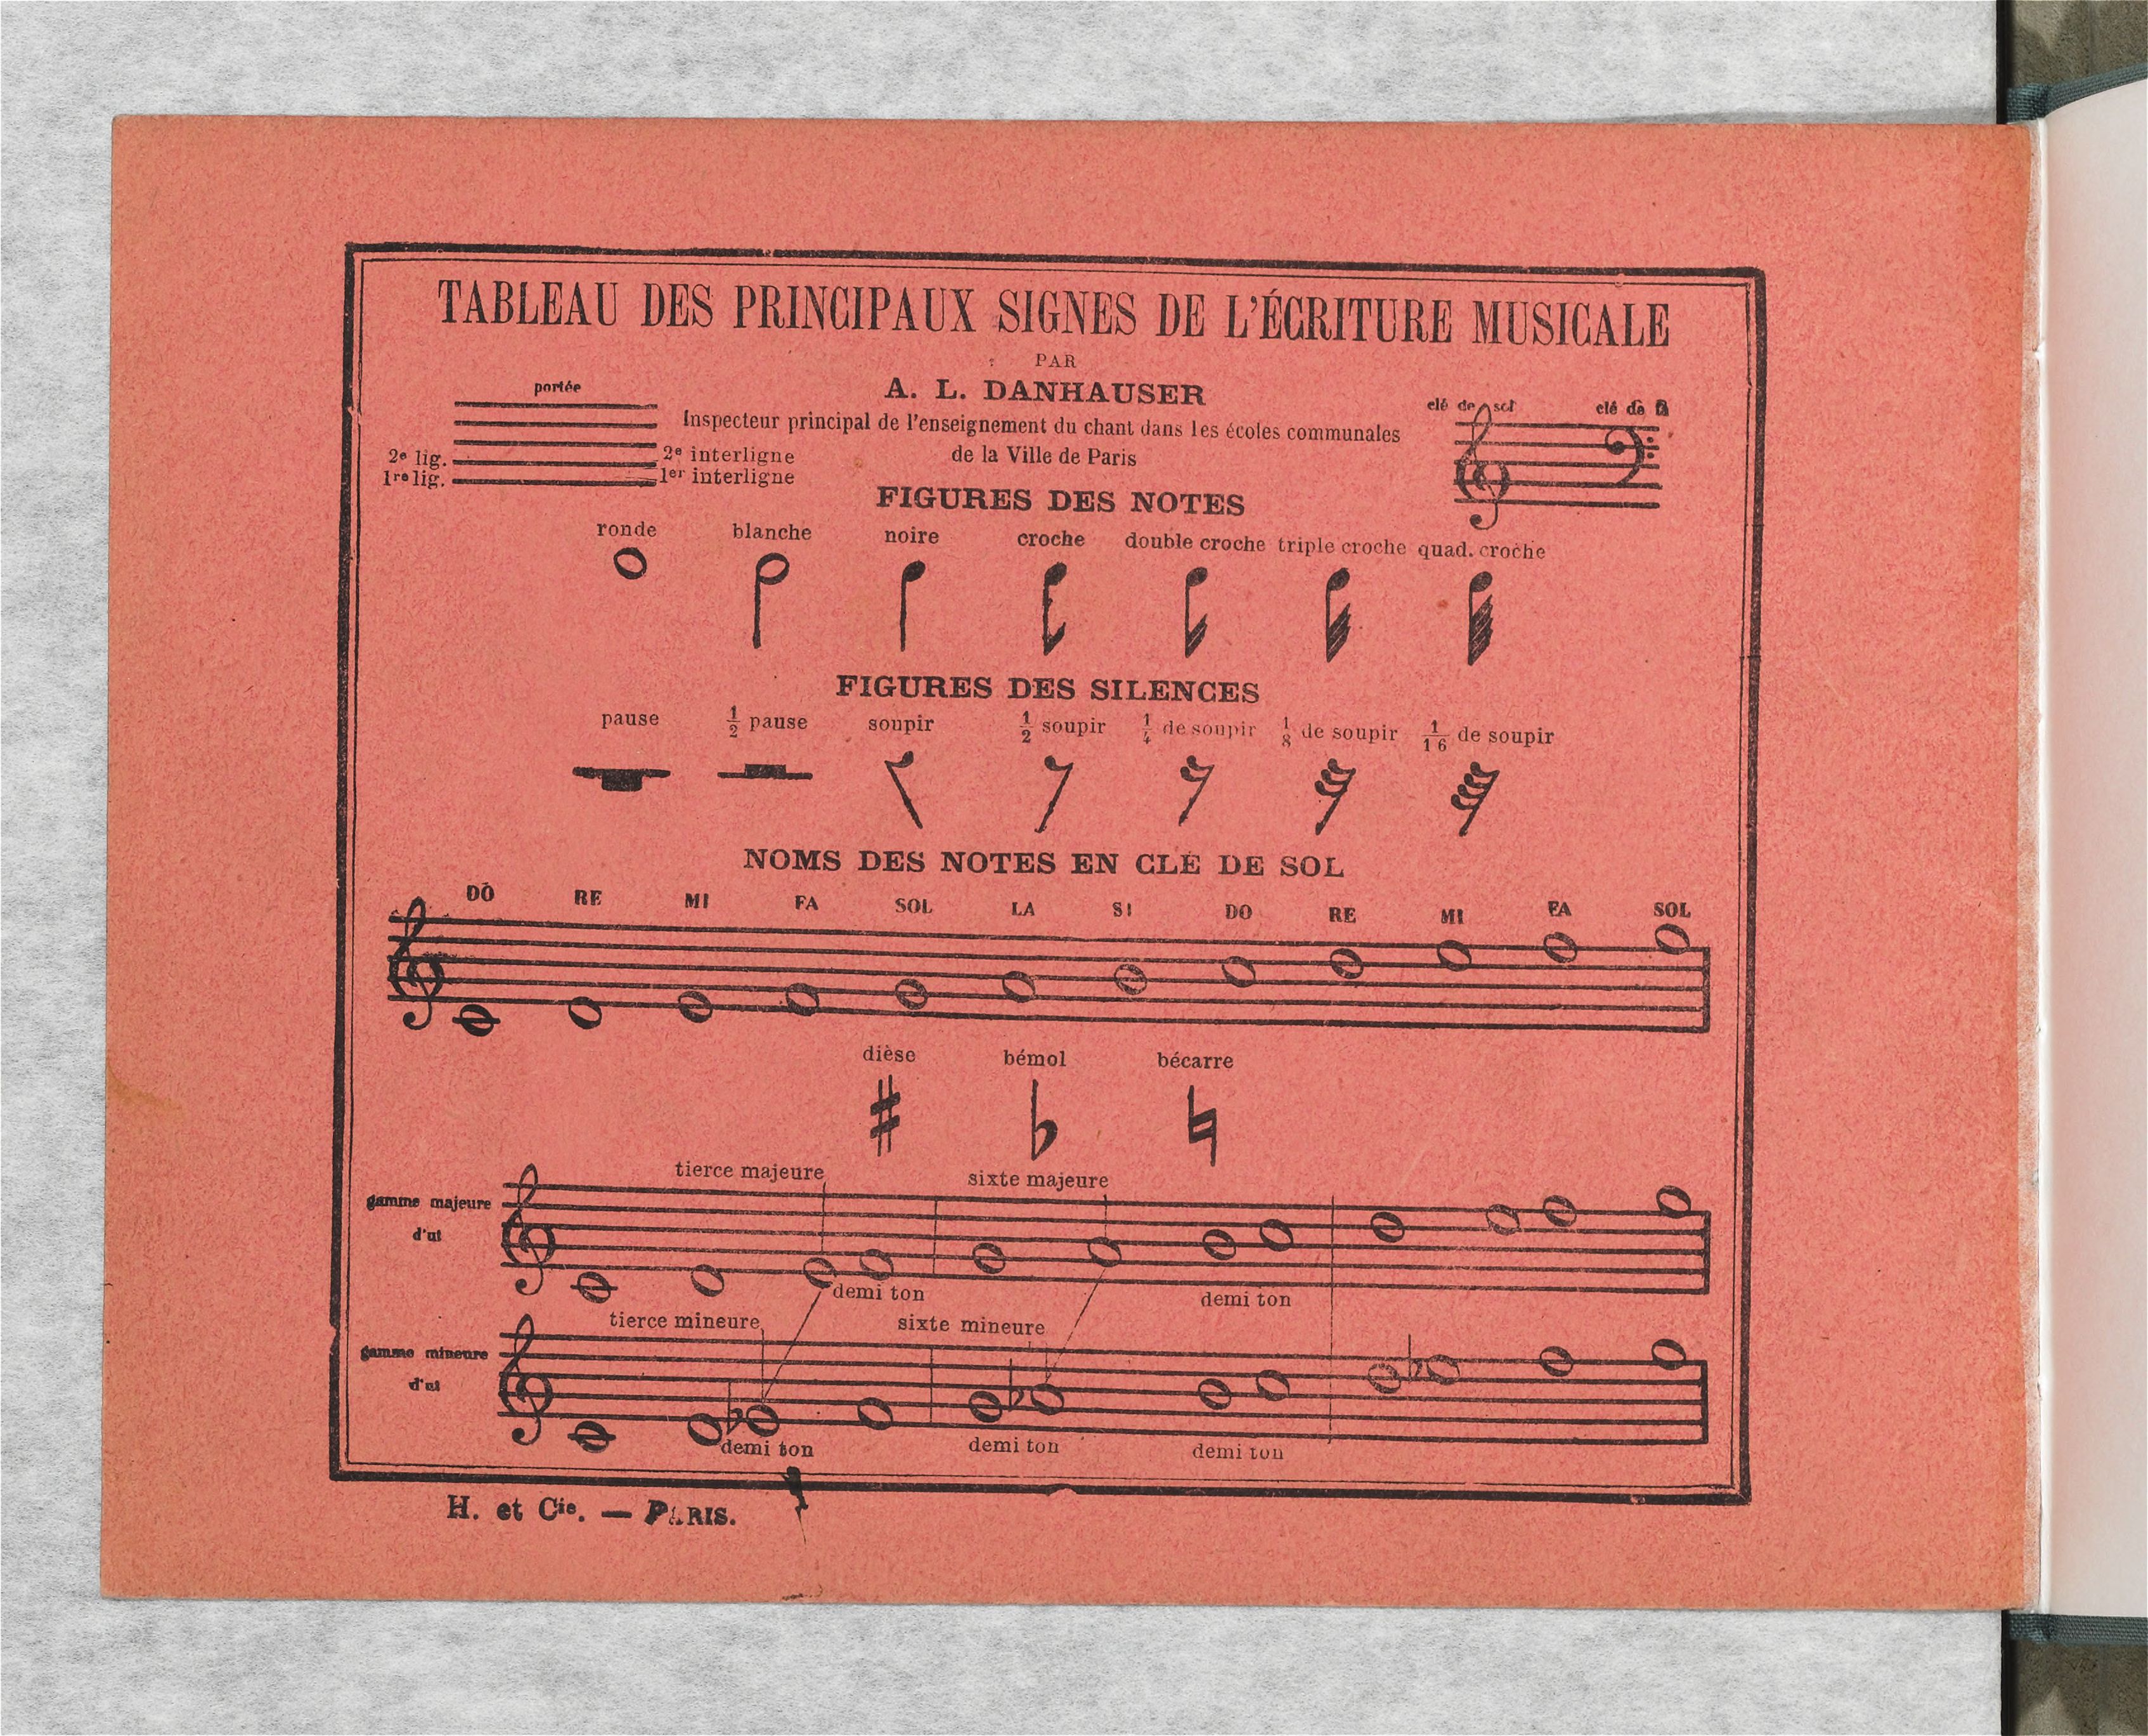 TABLEAU DES PRINCIPAUX SIGNES DE L'ÉCRITURE MUSICALE
PAR
A. L. DANHAUSER
Inspecteur principal de l'enseignement du chant dans les écoles communales
de la Ville de Paris
portée
2e lig.
1re lig.
2e interligne
1er interligne
clé de sol clé de fa
FIGURES DES NOTES
ronde blanche noire croche double croche triple croche quad. croche
FIGURES DES SILENCES
pause 1/2 pause soupir 1/2 soupir 1/4 de soupir 1/8 de soupir 1/16 de soupir
NOMS DES NOTES EN CLÉ DE SOL
DO RE MI FA SOL LA SI DO RE MI FA SOL
dièse bémol bécarre
tierce majeure sixte majeure
gamme majeure
d'ut
demi ton demi ton
tierce mineure sixte mineure
gamme mineure
d'ut
demi ton demi ton demi ton
H. et Cie. — PARIS.